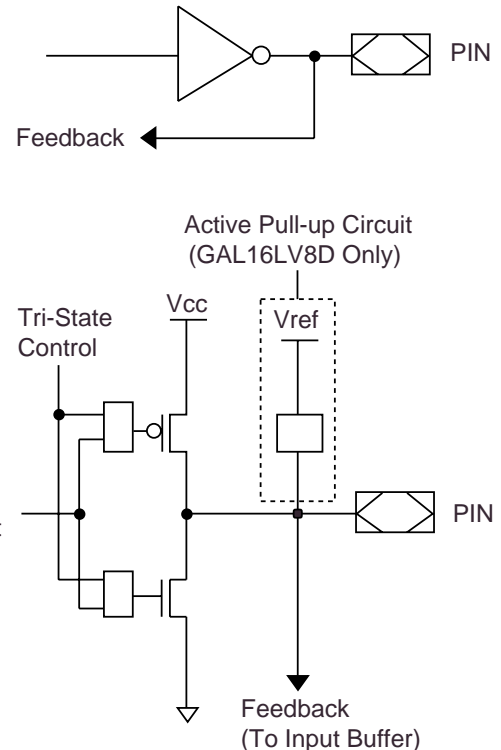 PIN
Feedback
Active Pull-up Circuit
(GAL16LV8D Only)
Vcc
Vref
Tri-State
Control
PIN
Feedback
(To Input Buffer)